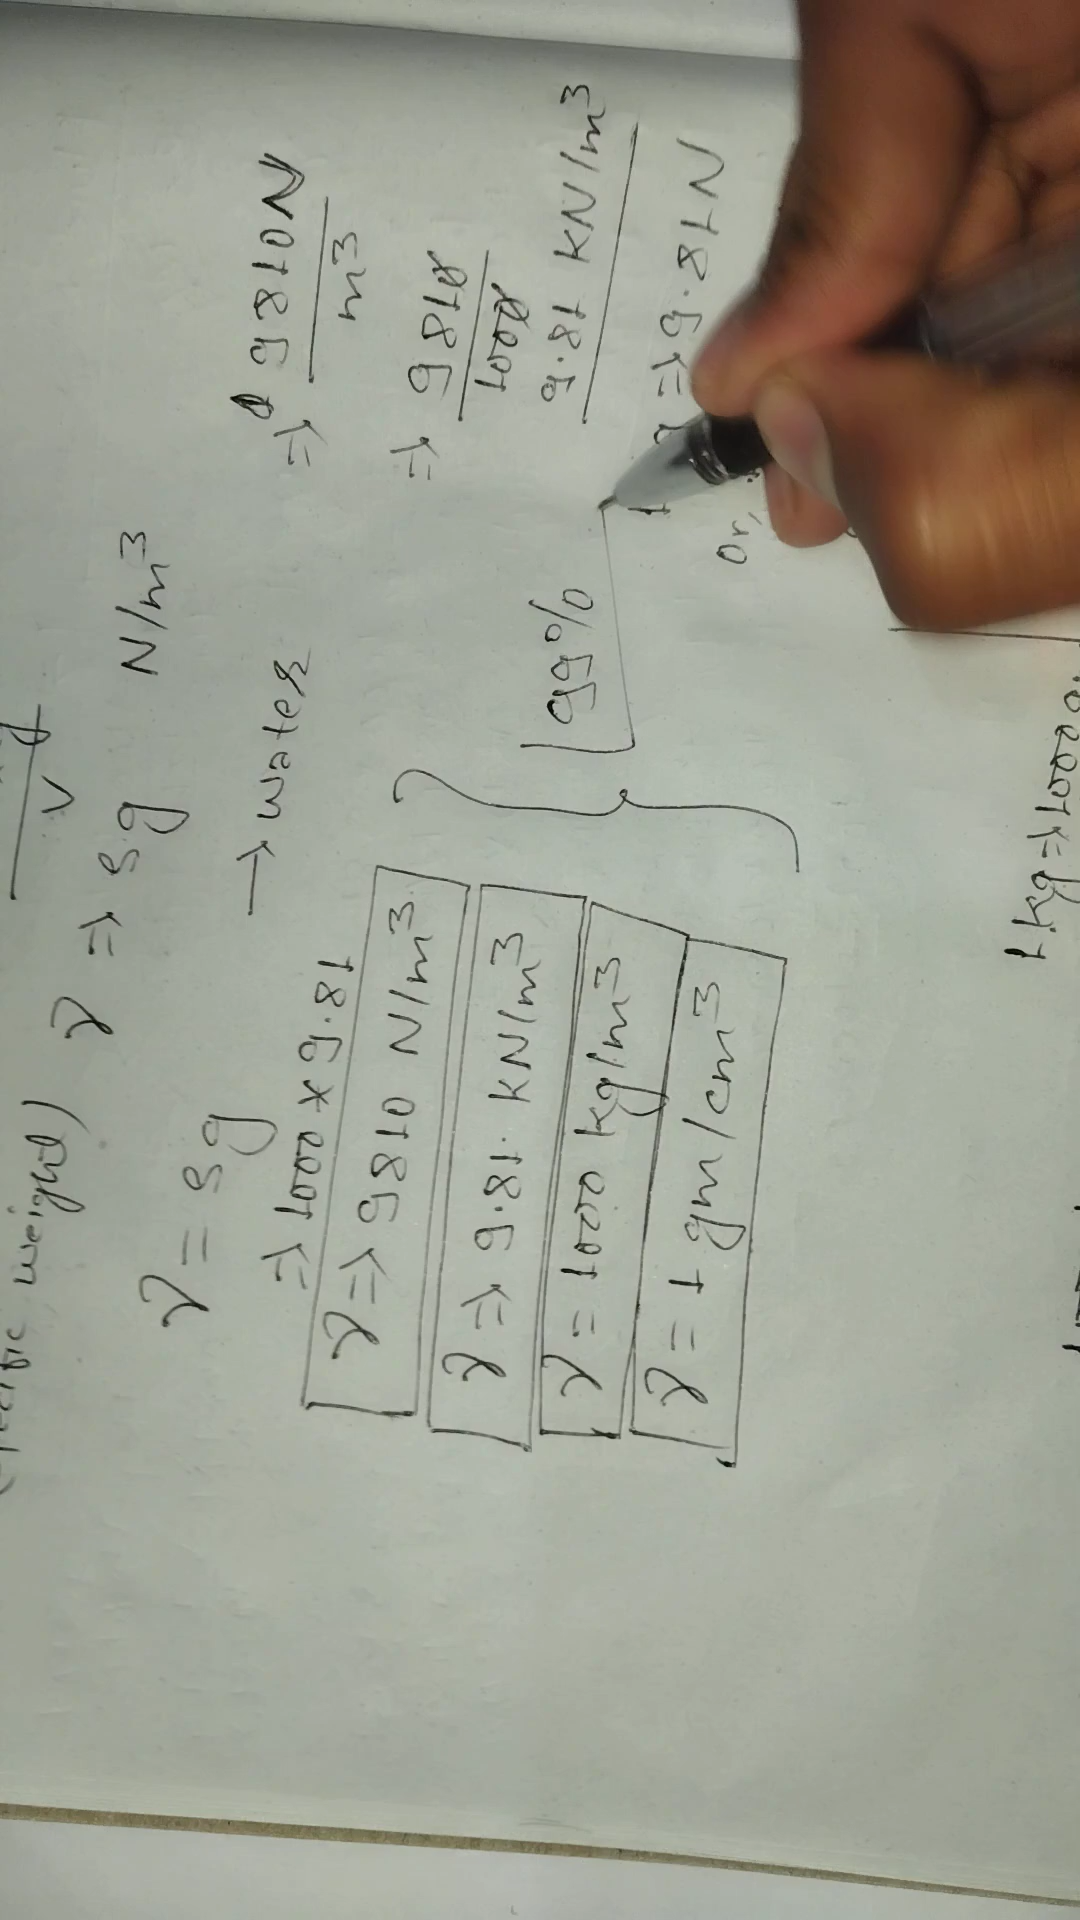 weight) γ ⇒ ρg N/m³
γ = ρg → water
⇒ 1000 × 9.81
γ ⇒ 9810 N/m³
γ ⇒ 9.81 KN/m³
γ = 1000 kg/m³
γ = 1 gm/cm³
99%
⇒ 9810 N
m³
⇒ 9810
1000
9.81 KN/m³
⇒ 9.81N
Or,
1 kg ⇒ 1000